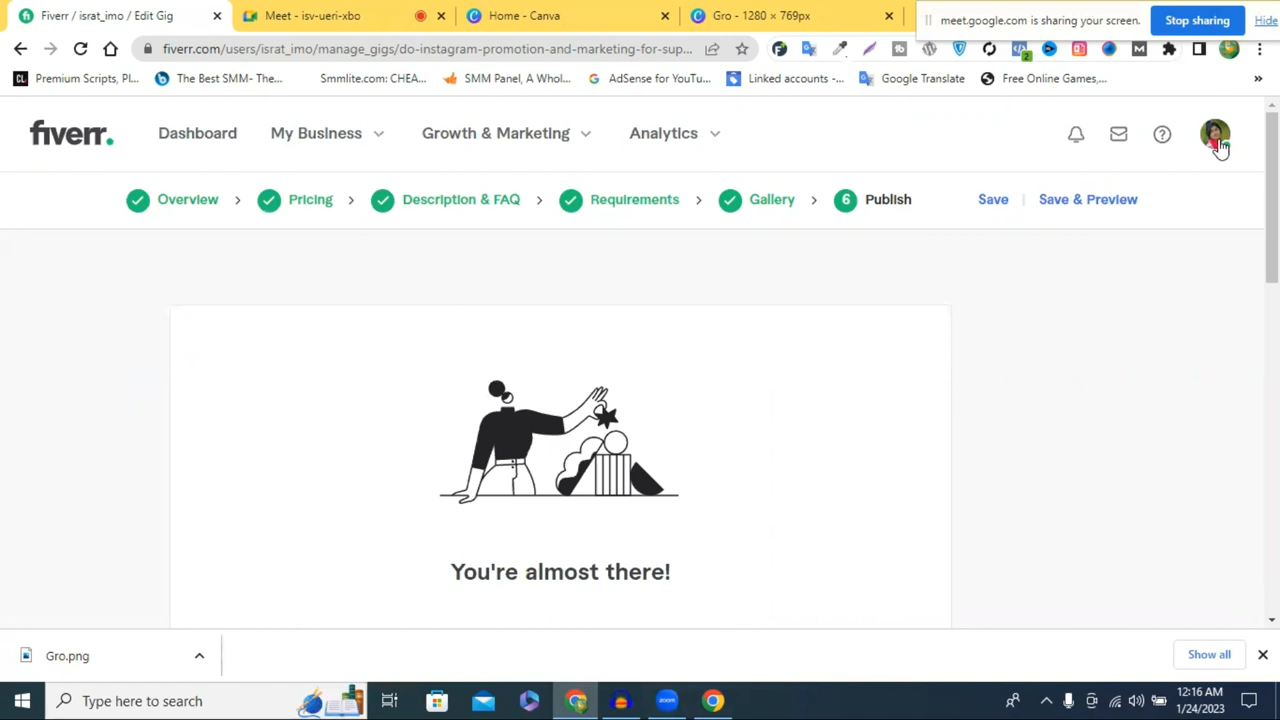 Fiverr / israt_imo / Edit Gig
Meet - isv-ueri-xbo
Home - Canva
Gro - 1280 × 769px
meet.google.com is sharing your screen.
Stop sharing
Hide
fiverr.com/users/israt_imo/manage_gigs/do-instagram-promotion-and-marketing-for-sup...
Premium Scripts, Pl...
The Best SMM- The...
Smmlite.com: CHEA...
SMM Panel, A Whol...
AdSense for YouTu...
Linked accounts -...
Google Translate
Free Online Games,...
»
fiverr.
Dashboard
My Business
Growth & Marketing
Analytics
Overview
Pricing
Description & FAQ
Requirements
Gallery
6 Publish
Save
Save & Preview
You're almost there!
Gro.png
Show all
Type here to search
12:16 AM
1/24/2023